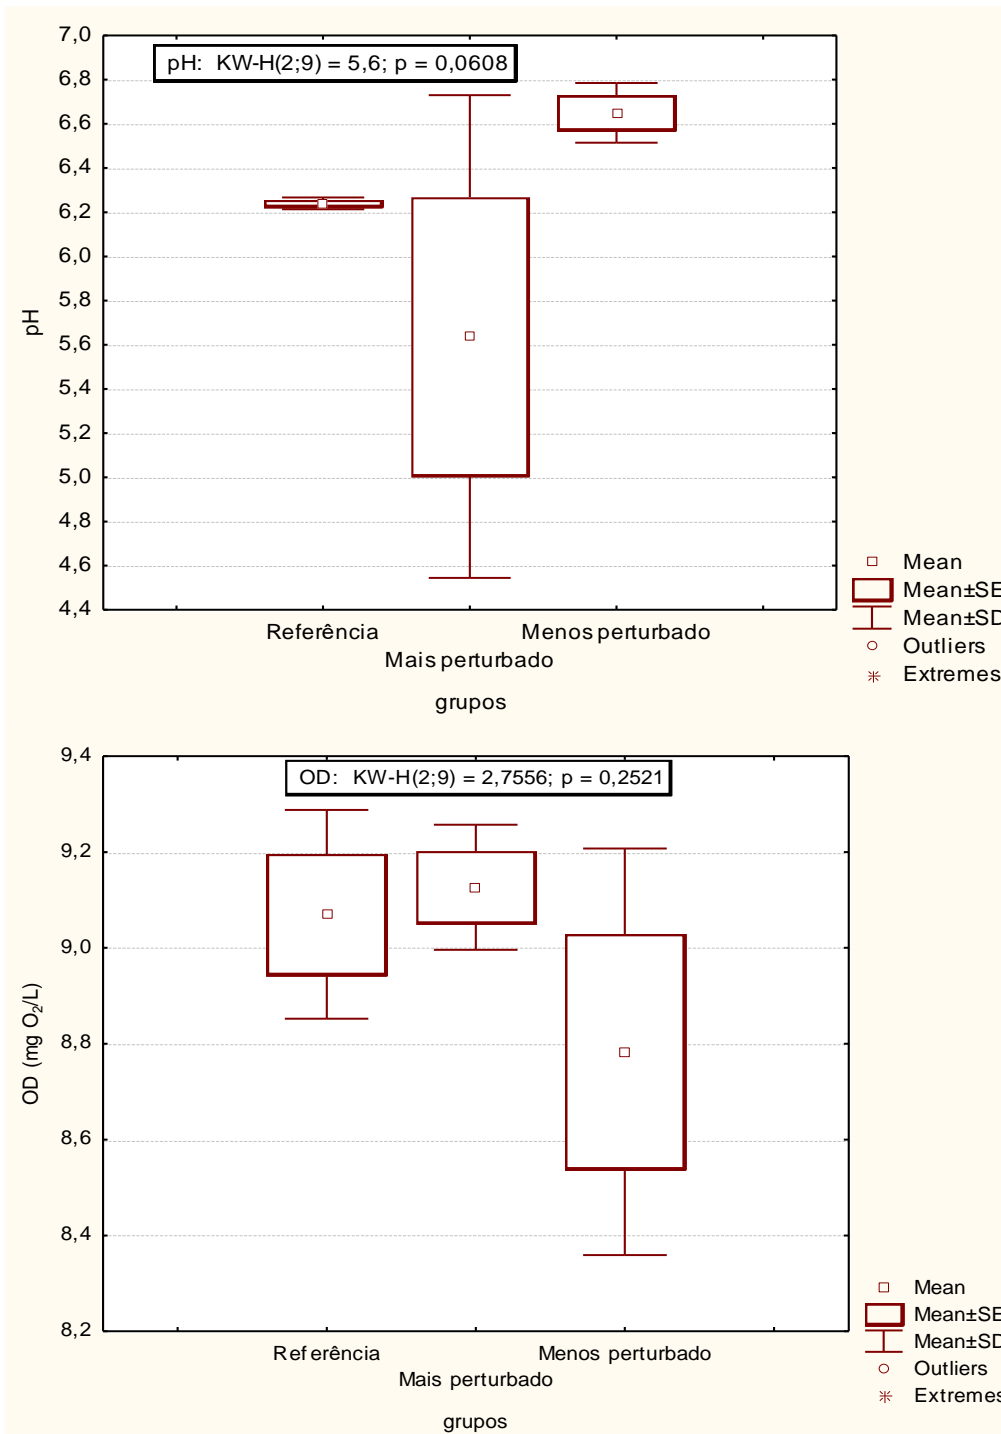 pH: KW-H(2;9) = 5,6; p = 0,0608
7,0
6,8
6,6
6,4
6,2
6,0
5,8
5,6
5,4
5,2
5,0
4,8
4,6
4,4
pH
Referência
Mais perturbado
Menos perturbado
grupos
Mean
Mean±SE
Mean±SD
Outliers
Extremes
OD: KW-H(2;9) = 2,7556; p = 0,2521
9,4
9,2
9,0
8,8
8,6
8,4
8,2
OD (mg O₂/L)
Referência
Mais perturbado
Menos perturbado
grupos
Mean
Mean±SE
Mean±SD
Outliers
Extremes